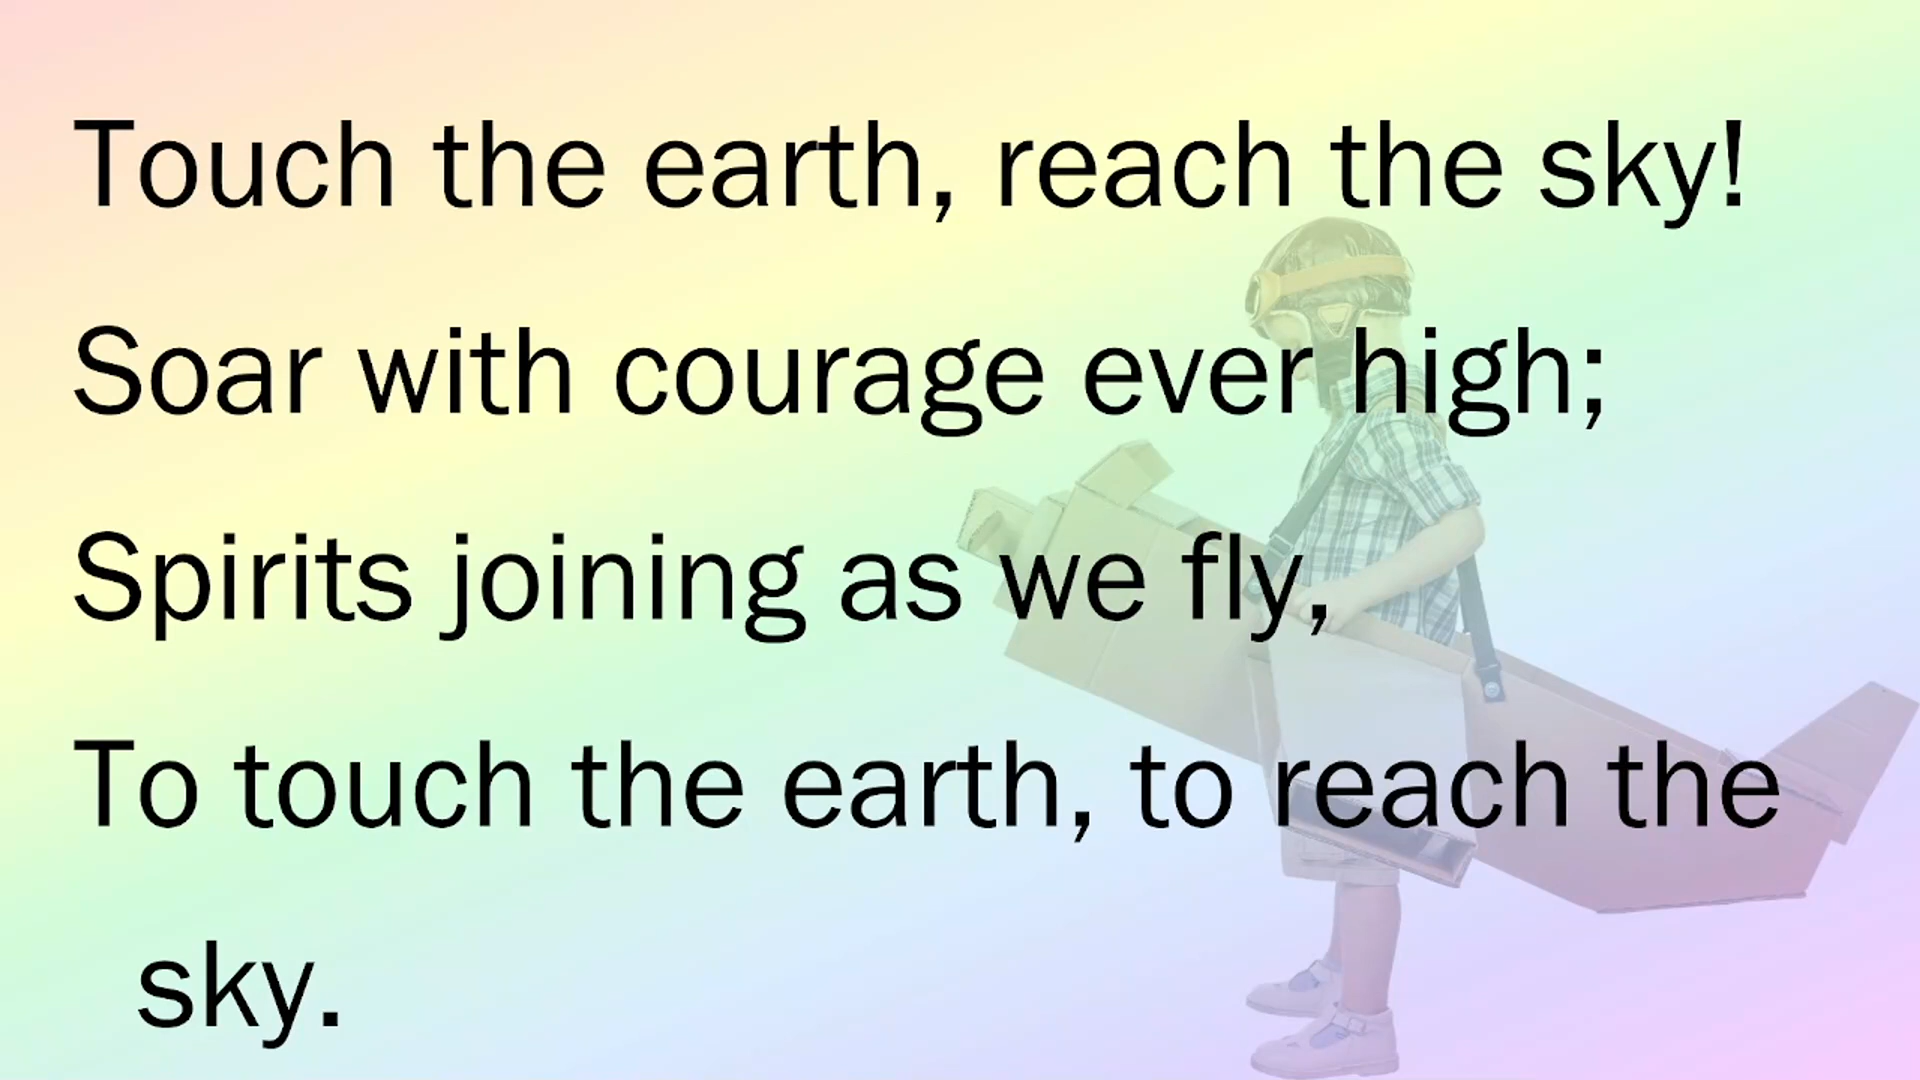 Touch the earth, reach the sky!
Soar with courage ever high;
Spirits joining as we fly,
To touch the earth, to reach the
sky.